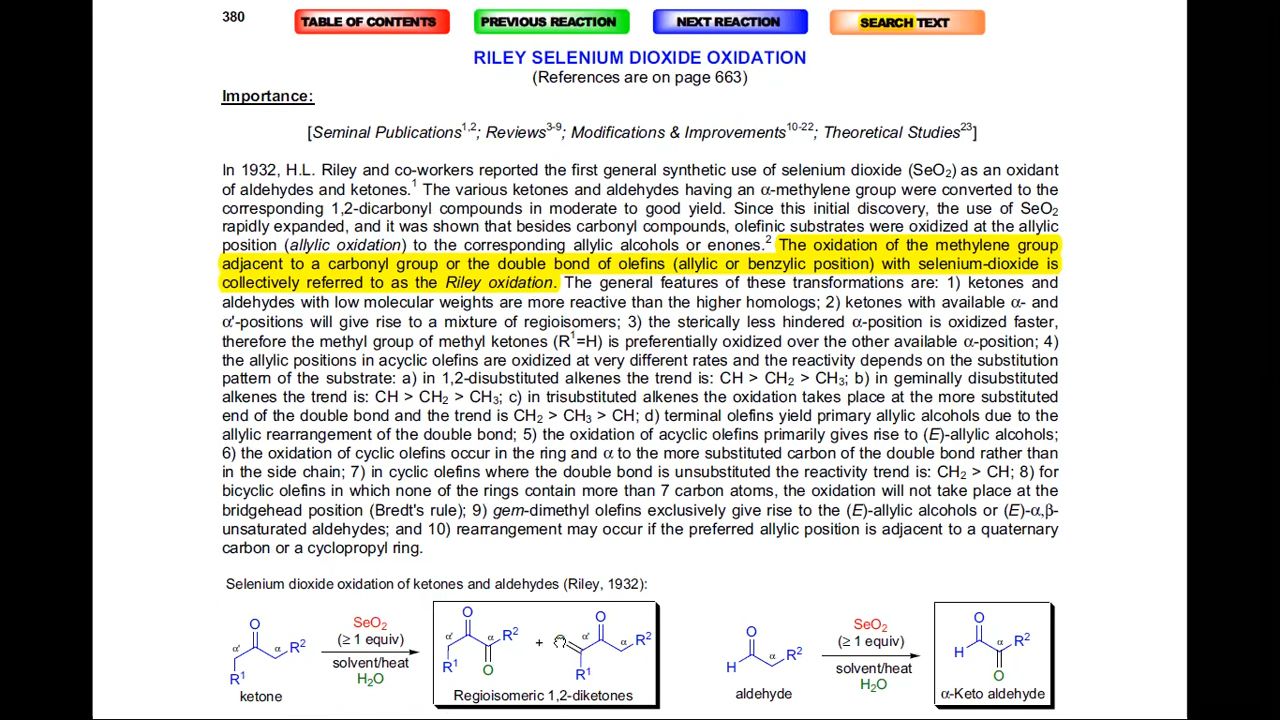 380
TABLE OF CONTENTS PREVIOUS REACTION NEXT REACTION SEARCH TEXT
RILEY SELENIUM DIOXIDE OXIDATION
(References are on page 663)
Importance:
[Seminal Publications1,2; Reviews3-9; Modifications & Improvements10-22; Theoretical Studies23]
In 1932, H.L. Riley and co-workers reported the first general synthetic use of selenium dioxide (SeO2) as an oxidant
of aldehydes and ketones.1 The various ketones and aldehydes having an α-methylene group were converted to the
corresponding 1,2-dicarbonyl compounds in moderate to good yield. Since this initial discovery, the use of SeO2
rapidly expanded, and it was shown that besides carbonyl compounds, olefinic substrates were oxidized at the allylic
position (allylic oxidation) to the corresponding allylic alcohols or enones.2 The oxidation of the methylene group
adjacent to a carbonyl group or the double bond of olefins (allylic or benzylic position) with selenium-dioxide is
collectively referred to as the Riley oxidation. The general features of these transformations are: 1) ketones and
aldehydes with low molecular weights are more reactive than the higher homologs; 2) ketones with available α- and
α'-positions will give rise to a mixture of regioisomers; 3) the sterically less hindered α-position is oxidized faster,
therefore the methyl group of methyl ketones (R1=H) is preferentially oxidized over the other available α-position; 4)
the allylic positions in acyclic olefins are oxidized at very different rates and the reactivity depends on the substitution
pattern of the substrate: a) in 1,2-disubstituted alkenes the trend is: CH > CH2 > CH3; b) in geminally disubstituted
alkenes the trend is: CH > CH2 > CH3; c) in trisubstituted alkenes the oxidation takes place at the more substituted
end of the double bond and the trend is CH2 > CH3 > CH; d) terminal olefins yield primary allylic alcohols due to the
allylic rearrangement of the double bond; 5) the oxidation of acyclic olefins primarily gives rise to (E)-allylic alcohols;
6) the oxidation of cyclic olefins occur in the ring and α to the more substituted carbon of the double bond rather than
in the side chain; 7) in cyclic olefins where the double bond is unsubstituted the reactivity trend is: CH2 > CH; 8) for
bicyclic olefins in which none of the rings contain more than 7 carbon atoms, the oxidation will not take place at the
bridgehead position (Bredt's rule); 9) gem-dimethyl olefins exclusively give rise to the (E)-allylic alcohols or (E)-α,β-
unsaturated aldehydes; and 10) rearrangement may occur if the preferred allylic position is adjacent to a quaternary
carbon or a cyclopropyl ring.
Selenium dioxide oxidation of ketones and aldehydes (Riley, 1932):
O α' α R2 R1 ketone
SeO2
(≥ 1 equiv)
solvent/heat
H2O
O α' α R2 R1 O + O α' α R2 R1
Regioisomeric 1,2-diketones
O H α R2 aldehyde
SeO2
(≥ 1 equiv)
solvent/heat
H2O
O H α R2 O
α-Keto aldehyde